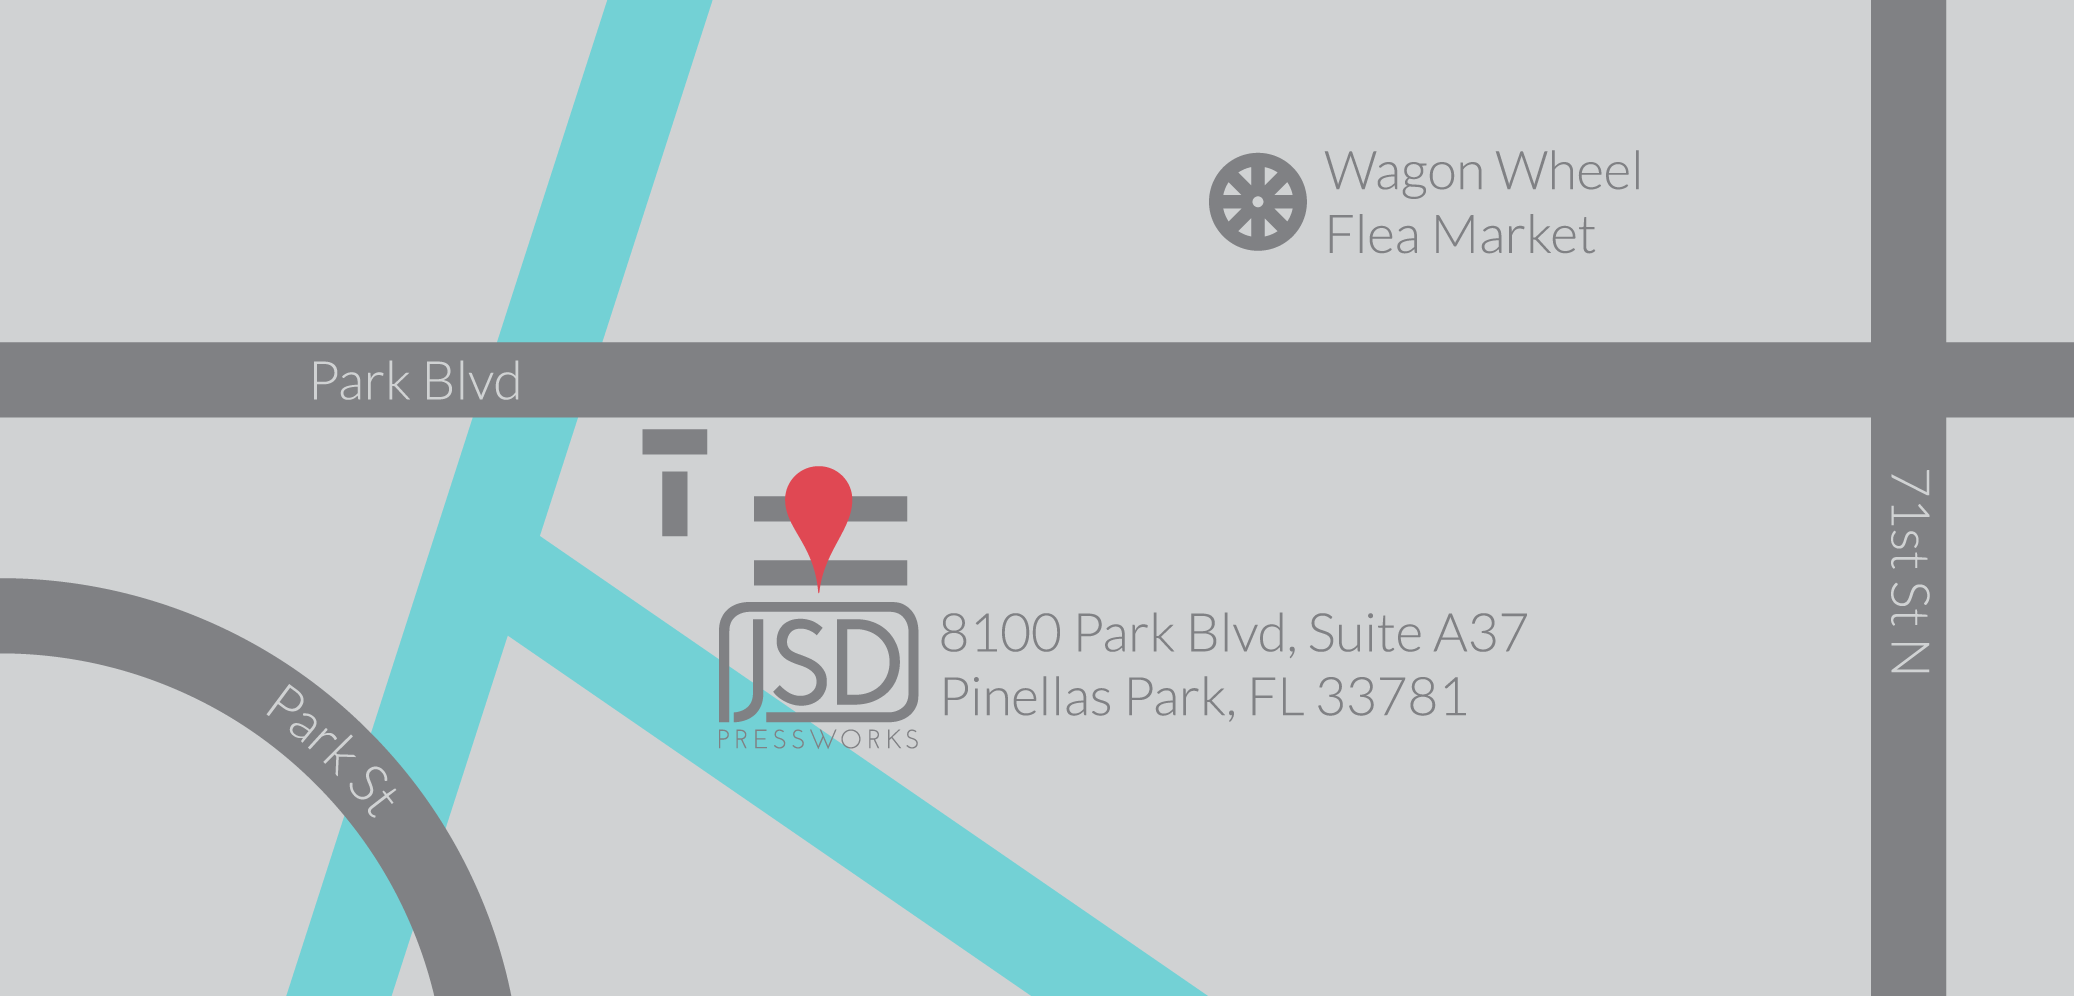 Wagon Wheel
Flea Market
Park Blvd
71st St N
JSD
PRESSWORKS
8100 Park Blvd, Suite A37
Pinellas Park, FL 33781
Park St